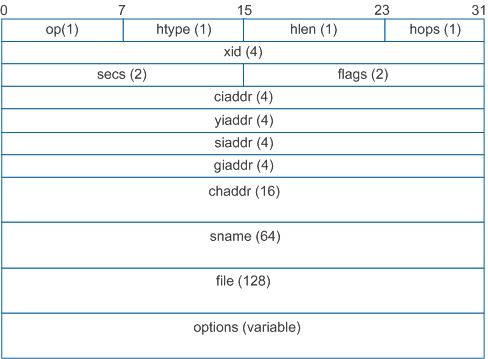 0 7 15 23 31
op(1) htype (1) hlen (1) hops (1)
xid (4)
secs (2) flags (2)
ciaddr (4)
yiaddr (4)
siaddr (4)
giaddr (4)
chaddr (16)
sname (64)
file (128)
options (variable)